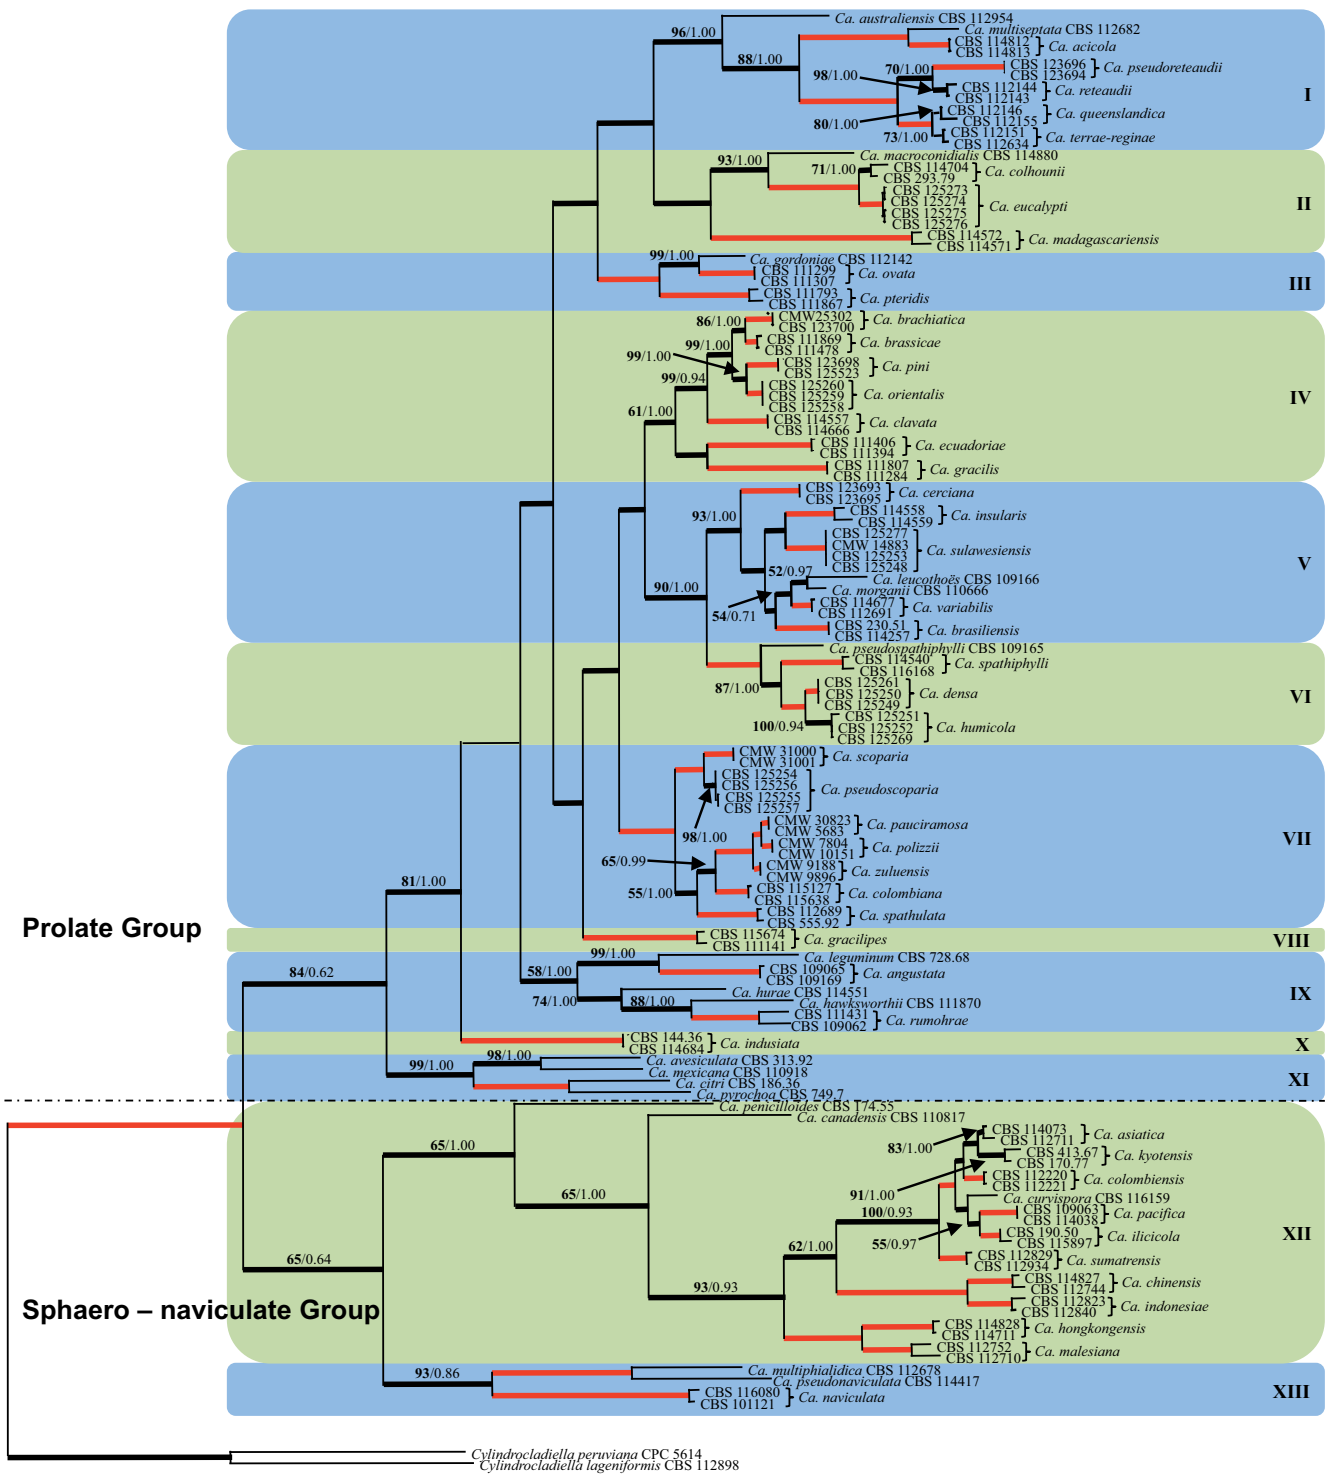 Ca. australiensis CBS 112954
96/1.00
Ca. multiseptata CBS 112682
CBS 114812
CBS 114813
Ca. acicola
88/1.00
70/1.00
CBS 123696
CBS 123694
Ca. pseudoreteaudii
98/1.00
CBS 112144
CBS 112143
Ca. reteaudii
I
CBS 112146
CBS 112155
Ca. queenslandica
80/1.00
73/1.00
CBS 112151
CBS 112634
Ca. terrae-reginae
Ca. macroconidialis CBS 114880
93/1.00
71/1.00
CBS 114704
CBS 293.79
Ca. colhounii
CBS 125273
CBS 125274
CBS 125275
CBS 125276
Ca. eucalypti
II
CBS 114572
CBS 114571
Ca. madagascariensis
99/1.00
Ca. gordoniae CBS 112142
CBS 111299
CBS 111307
Ca. ovata
III
CBS 111793
CBS 111867
Ca. pteridis
86/1.00
CMW25302
CBS 123700
Ca. brachiatica
99/1.00
CBS 111869
CBS 111478
Ca. brassicae
99/1.00
CBS 123698
CBS 125523
Ca. pini
99/0.94
CBS 125260
CBS 125259
CBS 125258
Ca. orientalis
IV
61/1.00
CBS 114557
CBS 114666
Ca. clavata
CBS 111406
CBS 111394
Ca. ecuadoriae
CBS 111807
CBS 111284
Ca. gracilis
CBS 123693
CBS 123695
Ca. cerciana
93/1.00
CBS 114558
CBS 114559
Ca. insularis
CBS 125277
CMW 14883
CBS 125253
CBS 125248
Ca. sulawesiensis
V
52/0.97
Ca. leucothoës CBS 109166
Ca. morganii CBS 110666
90/1.00
54/0.71
CBS 114677
CBS 112691
Ca. variabilis
CBS 230.51
CBS 114257
Ca. brasiliensis
Ca. pseudospathiphylli CBS 109165
CBS 114540
CBS 116168
Ca. spathiphylli
87/1.00
CBS 125261
CBS 125250
CBS 125249
Ca. densa
VI
100/0.94
CBS 125251
CBS 125252
CBS 125269
Ca. humicola
CMW 31000
CMW 31001
Ca. scoparia
CBS 125254
CBS 125256
CBS 125255
CBS 125257
Ca. pseudoscoparia
98/1.00
CMW 30823
CMW 5683
Ca. pauciramosa
VII
CMW 7804
CMW 10151
Ca. polizzii
65/0.99
CMW 9188
CMW 9896
Ca. zuluensis
55/1.00
CBS 115127
CBS 115638
Ca. colombiana
81/1.00
CBS 112689
CBS 555.92
Ca. spathulata
Prolate Group
CBS 115674
CBS 111141
Ca. gracilipes
VIII
99/1.00
Ca. leguminum CBS 728.68
84/0.62
58/1.00
CBS 109065
CBS 109169
Ca. angustata
Ca. hurae CBS 114551
IX
74/1.00
88/1.00
Ca. hawksworthii CBS 111870
CBS 111431
CBS 109062
Ca. rumohrae
CBS 144.36
CBS 114684
Ca. indusiata
X
98/1.00
Ca. avesiculata CBS 313.92
99/1.00
Ca. mexicana CBS 110918
XI
Ca. citri CBS 186.36
Ca. pyrochoa CBS 749.7
Ca. penicilloides CBS 174.55
Ca. canadensis CBS 110817
65/1.00
83/1.00
CBS 114073
CBS 112711
Ca. asiatica
CBS 413.67
CBS 170.77
Ca. kyotensis
CBS 112220
CBS 112221
Ca. colombiensis
65/1.00
91/1.00
Ca. curvispora CBS 116159
100/0.93
CBS 109063
CBS 114038
Ca. pacifica
XII
55/0.97
CBS 190.50
CBS 115897
Ca. ilicicola
62/1.00
65/0.64
CBS 112829
CBS 112934
Ca. sumatrensis
93/0.93
CBS 114827
CBS 112744
Ca. chinensis
Sphaero – naviculate Group
CBS 112823
CBS 112840
Ca. indonesiae
CBS 114828
CBS 114711
Ca. hongkongensis
CBS 112752
CBS 112710
Ca. malesiana
93/0.86
Ca. multiphialidica CBS 112678
Ca. pseudonaviculata CBS 114417
XIII
CBS 116080
CBS 101121
Ca. naviculata
Cylindrocladiella peruviana CPC 5614
Cylindrocladiella lageniformis CBS 112898